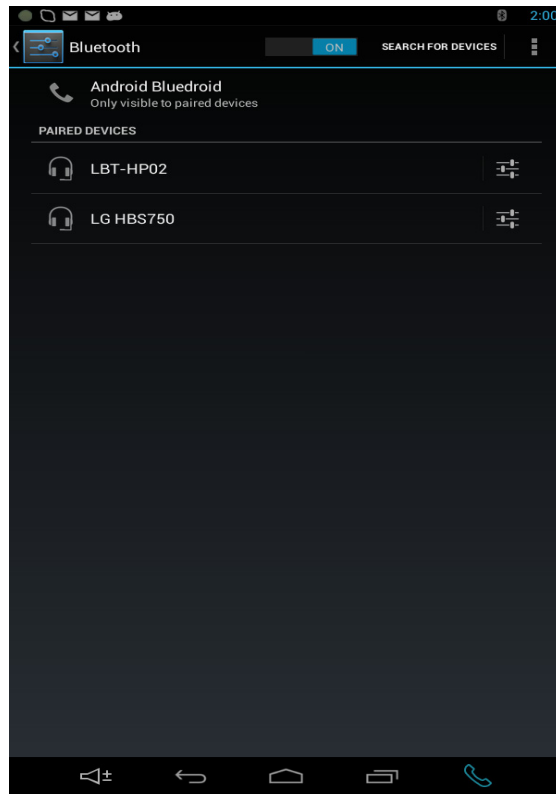 2:00
Bluetooth
ON
SEARCH FOR DEVICES
Android Bluedroid
Only visible to paired devices
PAIRED DEVICES
LBT-HP02
LG HBS750